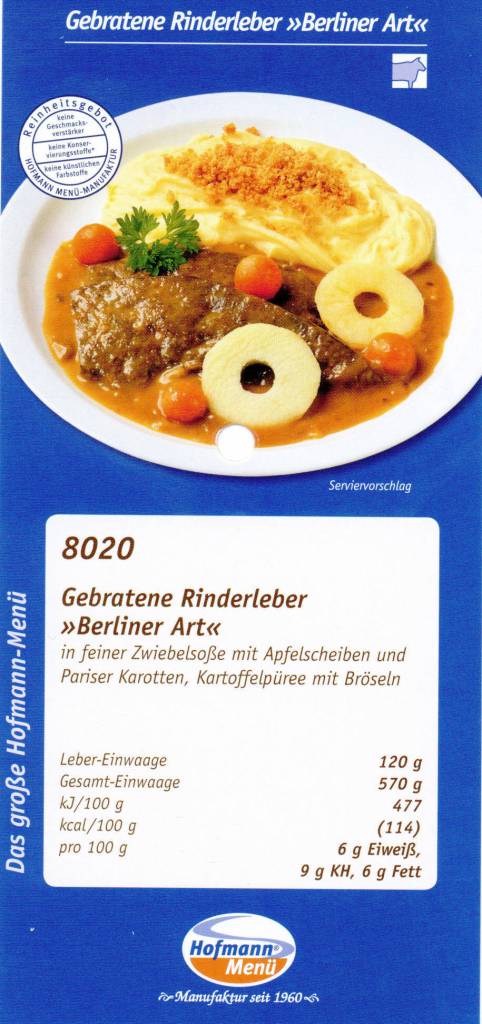 Gebratene Rinderleber »Berliner Art«
Reinheitsgebot
keine
Geschmacks-
verstärker
keine Konser-
vierungsstoffe*
keine künstlichen
Farbstoffe
HOFMANN MENÜ-MANUFAKTUR
Serviervorschlag
Das große Hofmann-Menü
8020
Gebratene Rinderleber
»Berliner Art«
in feiner Zwiebelsoße mit Apfelscheiben und
Pariser Karotten, Kartoffelpüree mit Bröseln
Leber-Einwaage 120 g
Gesamt-Einwaage 570 g
kJ/100 g 477
kcal/100 g (114)
pro 100 g 6 g Eiweiß,
9 g KH, 6 g Fett
Hofmann®
Menü
Manufaktur seit 1960